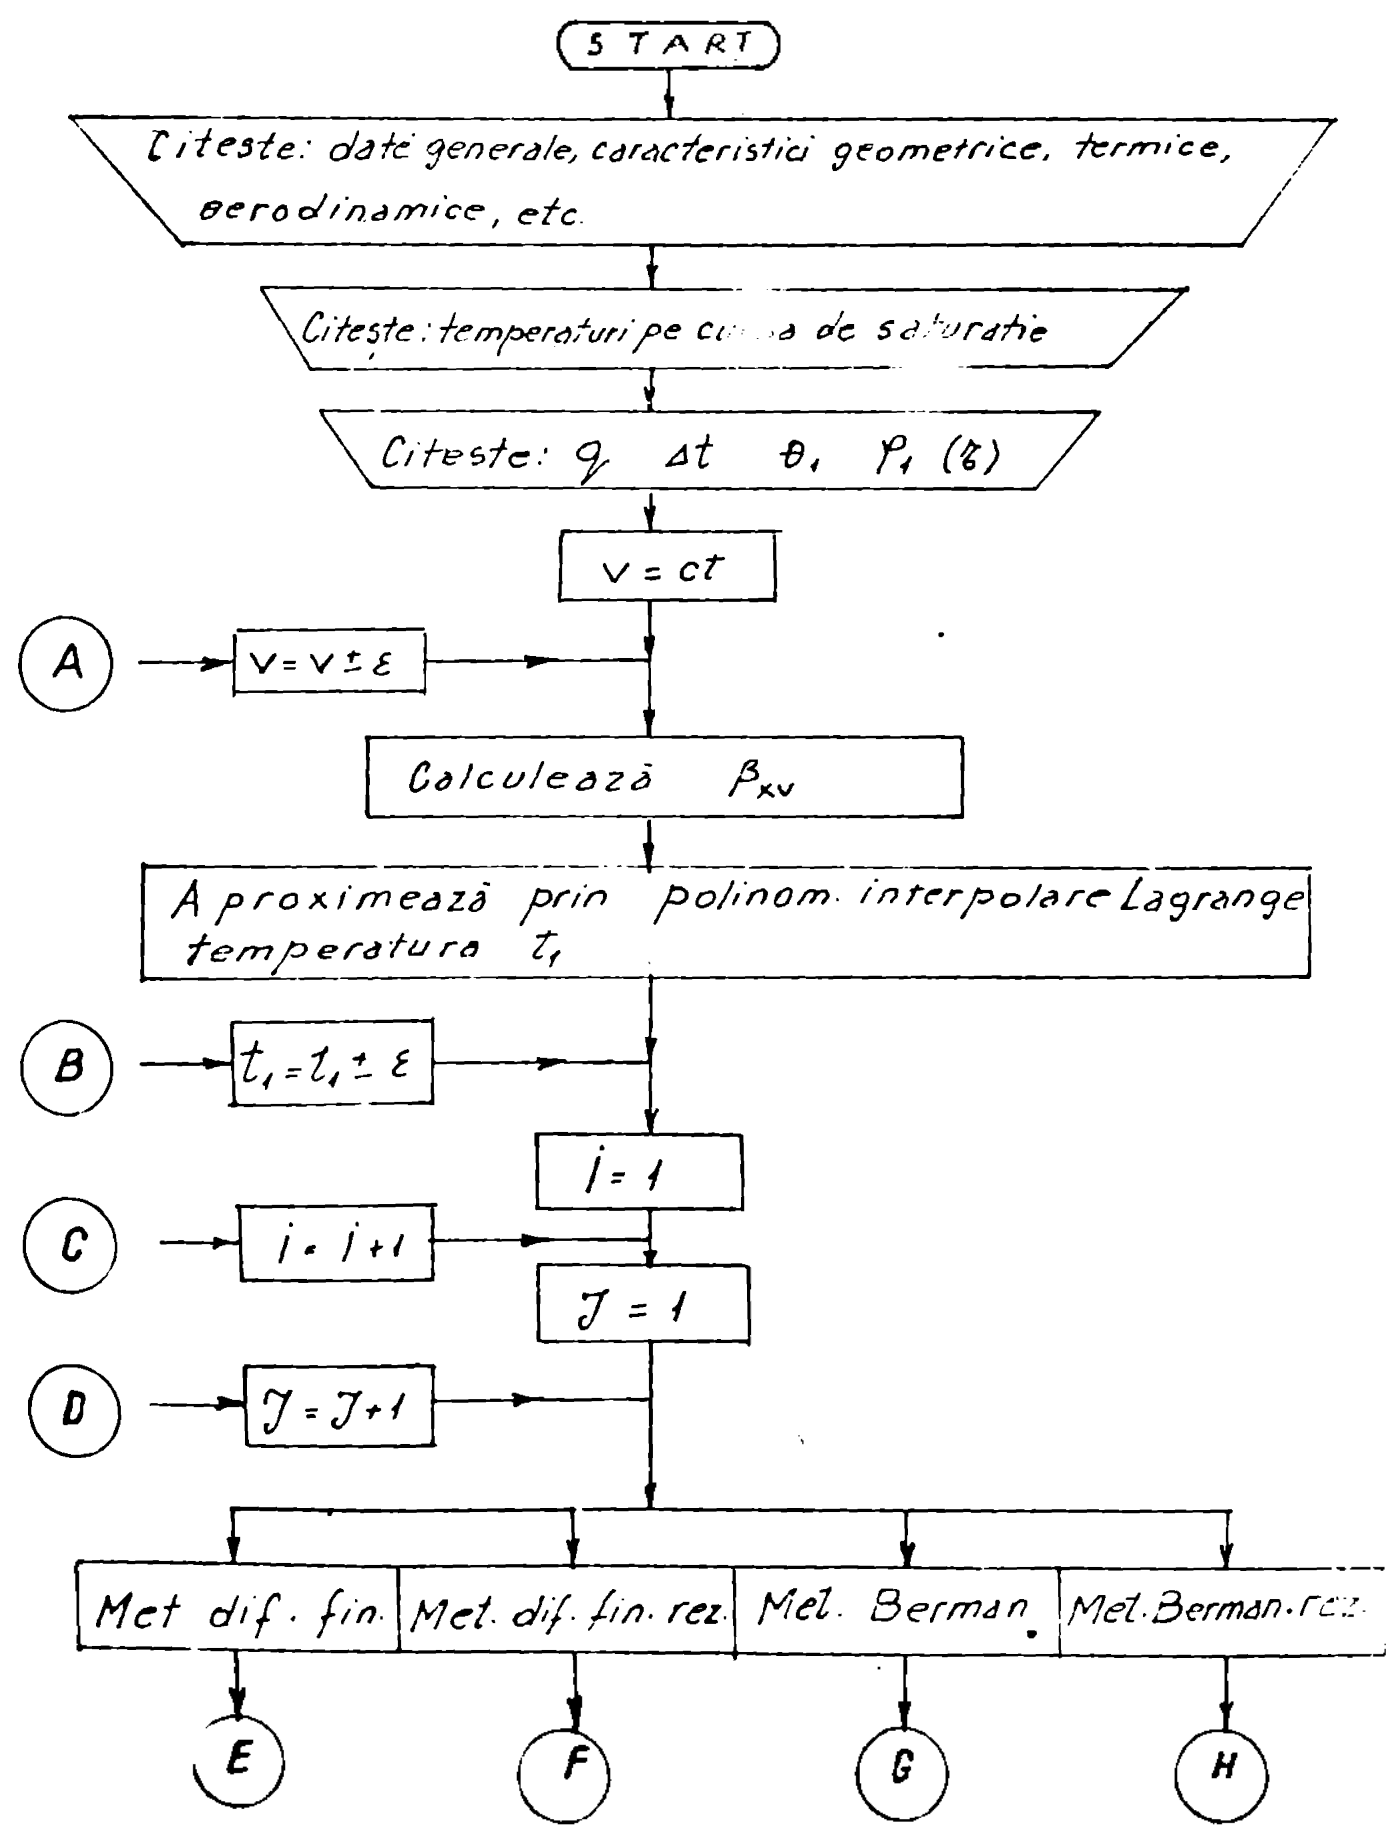 START
Citeste: date generale, caracteristici geometrice, termice,
aerodinamice, etc.
Citește: temperaturi pe de saturatie
Citeste: q Δt θ₁ φ₁
v = ct
A
v = v ± ε
Calculează βxv
Aproximează prin polinom. interpolare Lagrange
temperatura t₁
B
t₁ = t₁ ± ε
i = 1
C
i = i + 1
J = 1
D
J = J + 1
Met dif. fin.
Met. dif. fin. rez.
Met. Berman
Met. Berman. rez.
E
F
G
H